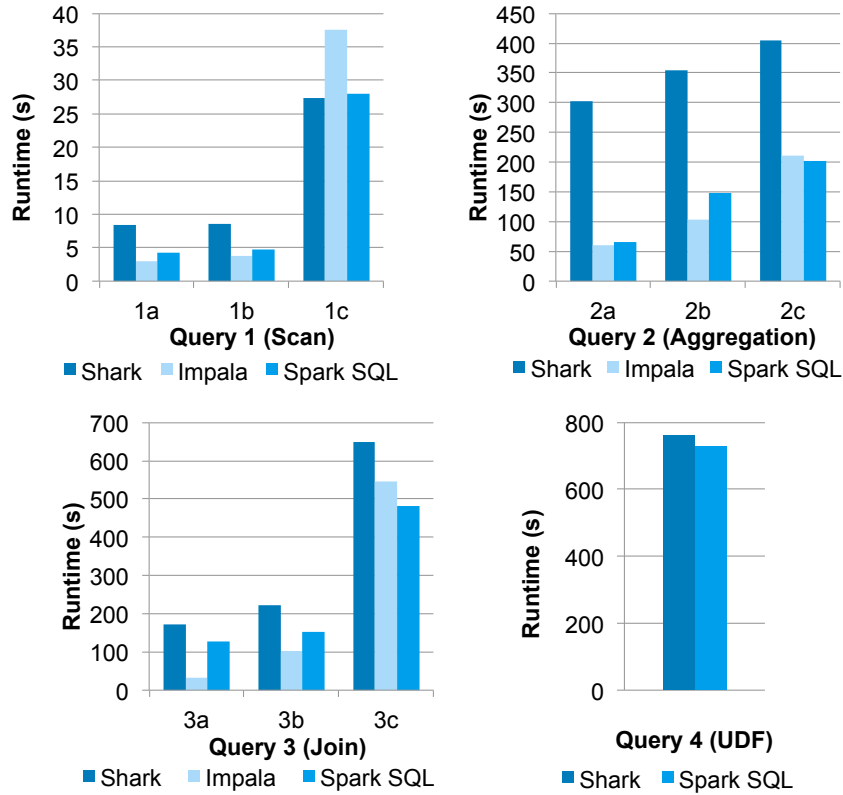 40
35
30
25
20
15
10
5
0
Runtime (s)
1a 1b 1c
Query 1 (Scan)
Shark Impala Spark SQL
450
400
350
300
250
200
150
100
50
0
Runtime (s)
2a 2b 2c
Query 2 (Aggregation)
Shark Impala Spark SQL
700
600
500
400
300
200
100
0
Runtime (s)
3a 3b 3c
Query 3 (Join)
Shark Impala Spark SQL
800
600
400
200
0
Runtime (s)
Query 4 (UDF)
Shark Spark SQL